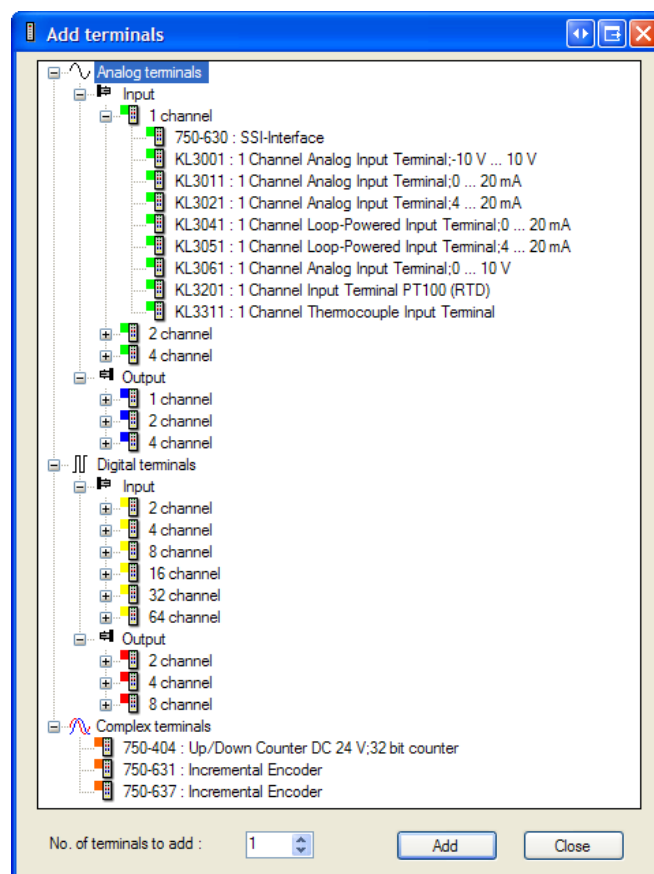 Add terminals
Analog terminals
Input
1 channel
750-630 : SSI-Interface
KL3001 : 1 Channel Analog Input Terminal;-10 V ... 10 V
KL3011 : 1 Channel Analog Input Terminal;0 ... 20 mA
KL3021 : 1 Channel Analog Input Terminal;4 ... 20 mA
KL3041 : 1 Channel Loop-Powered Input Terminal;0 ... 20 mA
KL3051 : 1 Channel Loop-Powered Input Terminal;4 ... 20 mA
KL3061 : 1 Channel Analog Input Terminal;0 ... 10 V
KL3201 : 1 Channel Input Terminal PT100 (RTD)
KL3311 : 1 Channel Thermocouple Input Terminal
2 channel
4 channel
Output
1 channel
2 channel
4 channel
Digital terminals
Input
2 channel
4 channel
8 channel
16 channel
32 channel
64 channel
Output
2 channel
4 channel
8 channel
Complex terminals
750-404 : Up/Down Counter DC 24 V;32 bit counter
750-631 : Incremental Encoder
750-637 : Incremental Encoder
No. of terminals to add : 1 Add Close